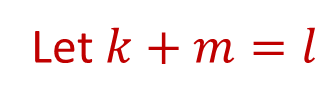 Let k + m = l